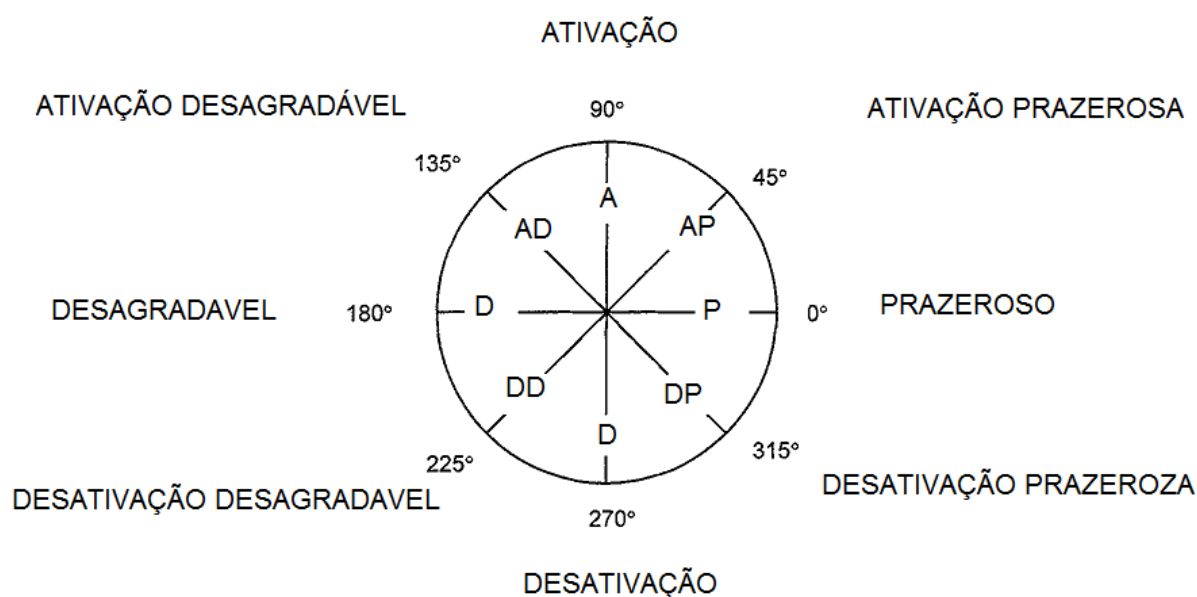 ATIVAÇÃO
ATIVAÇÃO DESAGRADÁVEL
90°
ATIVAÇÃO PRAZEROSA
135°
45°
A
AD
AP
DESAGRADAVEL
180°
D
P
0°
PRAZEROSO
DD
DP
D
225°
315°
DESATIVAÇÃO DESAGRADAVEL
DESATIVAÇÃO PRAZEROZA
270°
DESATIVAÇÃO